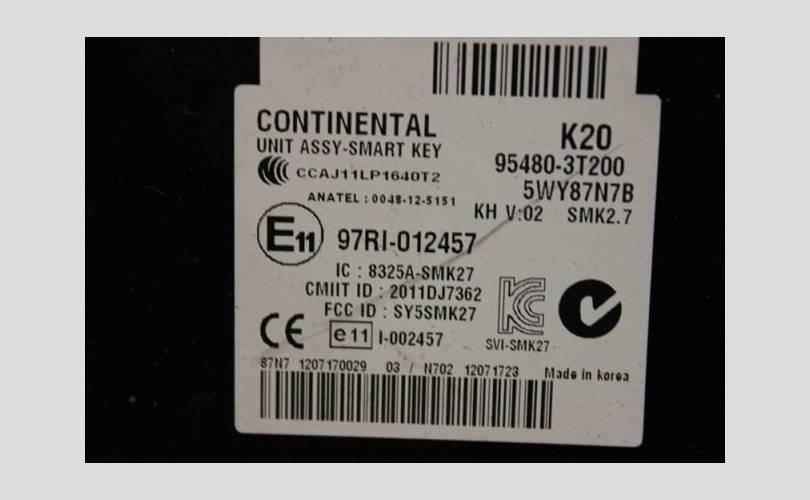 CONTINENTAL K20
UNIT ASSY-SMART KEY 95480-3T200
CCAJ11LP1640T2 5WY87N7B
ANATEL : 0048-12-5151 KH V:02 SMK2.7
E11 97RI-012457
IC : 8325A-SMK27
CMIIT ID : 2011DJ7362
FCC ID : SY5SMK27
CE e11 I-002457 SVI-SMK27
87N7 1207170029 03 / N702 12071723 Made in korea